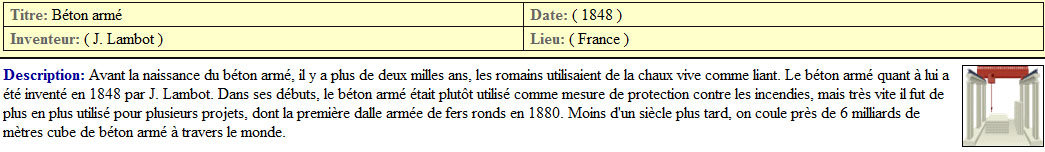 Titre: Béton armé Date: ( 1848 )
Inventeur: ( J. Lambot ) Lieu: ( France )
Description: Avant la naissance du béton armé, il y a plus de deux milles ans, les romains utilisaient de la chaux vive comme liant. Le béton armé quant à lui a
été inventé en 1848 par J. Lambot. Dans ses débuts, le béton armé était plutôt utilisé comme mesure de protection contre les incendies, mais très vite il fut de
plus en plus utilisé pour plusieurs projets, dont la première dalle armée de fers ronds en 1880. Moins d'un siècle plus tard, on coule près de 6 milliards de
mètres cube de béton armé à travers le monde.